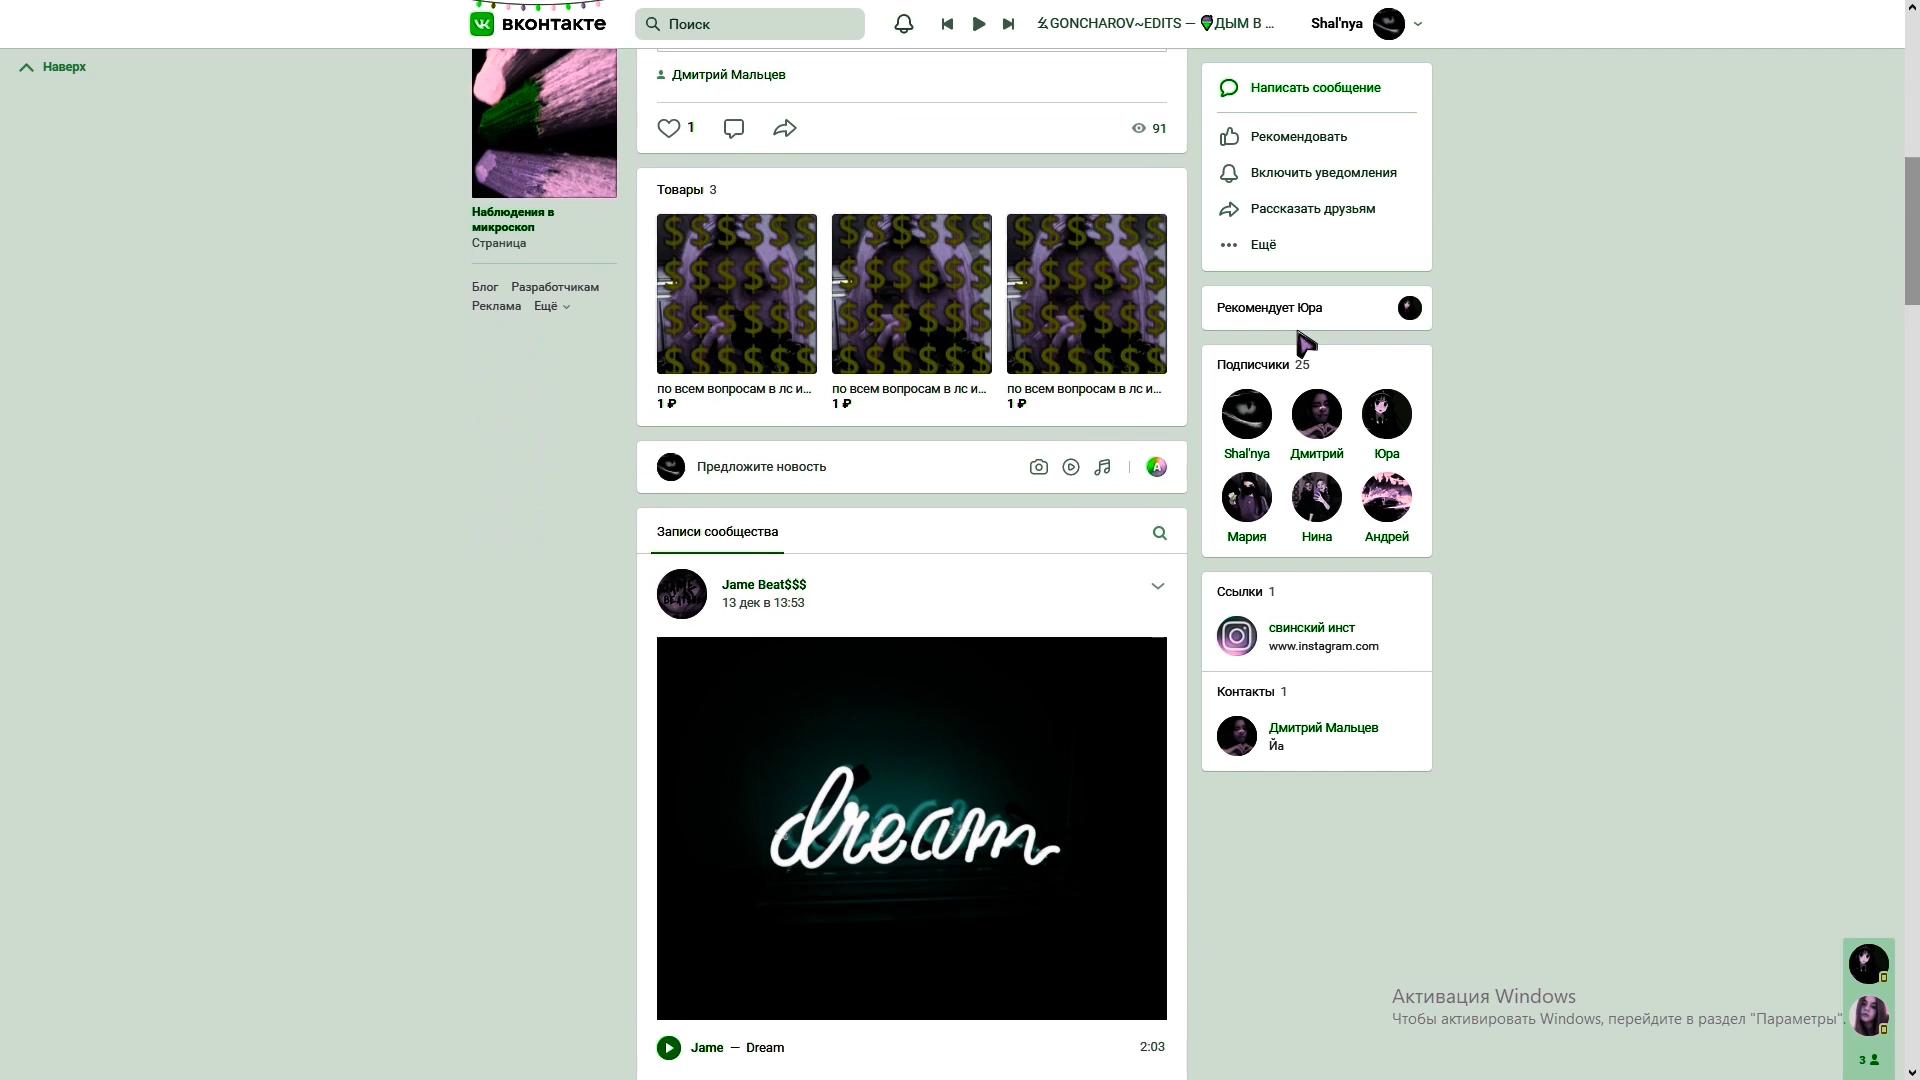 вконтакте
Поиск
GONCHAROV~EDITS — ДЫМ В ...
Shal'nya
Наверх
Наблюдения в
микроскоп
Страница
Блог Разработчикам
Реклама Ещё
Дмитрий Мальцев
1
91
Товары 3
по всем вопросам в лс и...
1 ₽
по всем вопросам в лс и...
1 ₽
по всем вопросам в лс и...
1 ₽
Предложите новость
Записи сообщества
Jame Beat$$$
13 дек в 13:53
dream
Jame — Dream
2:03
Написать сообщение
Рекомендовать
Включить уведомления
Рассказать друзьям
Ещё
Рекомендует Юра
Подписчики 25
Shal'nya Дмитрий Юра
Мария Нина Андрей
Ссылки 1
свинский инст
www.instagram.com
Контакты 1
Дмитрий Мальцев
Йа
Активация Windows
Чтобы активировать Windows, перейдите в раздел "Параметры".
3